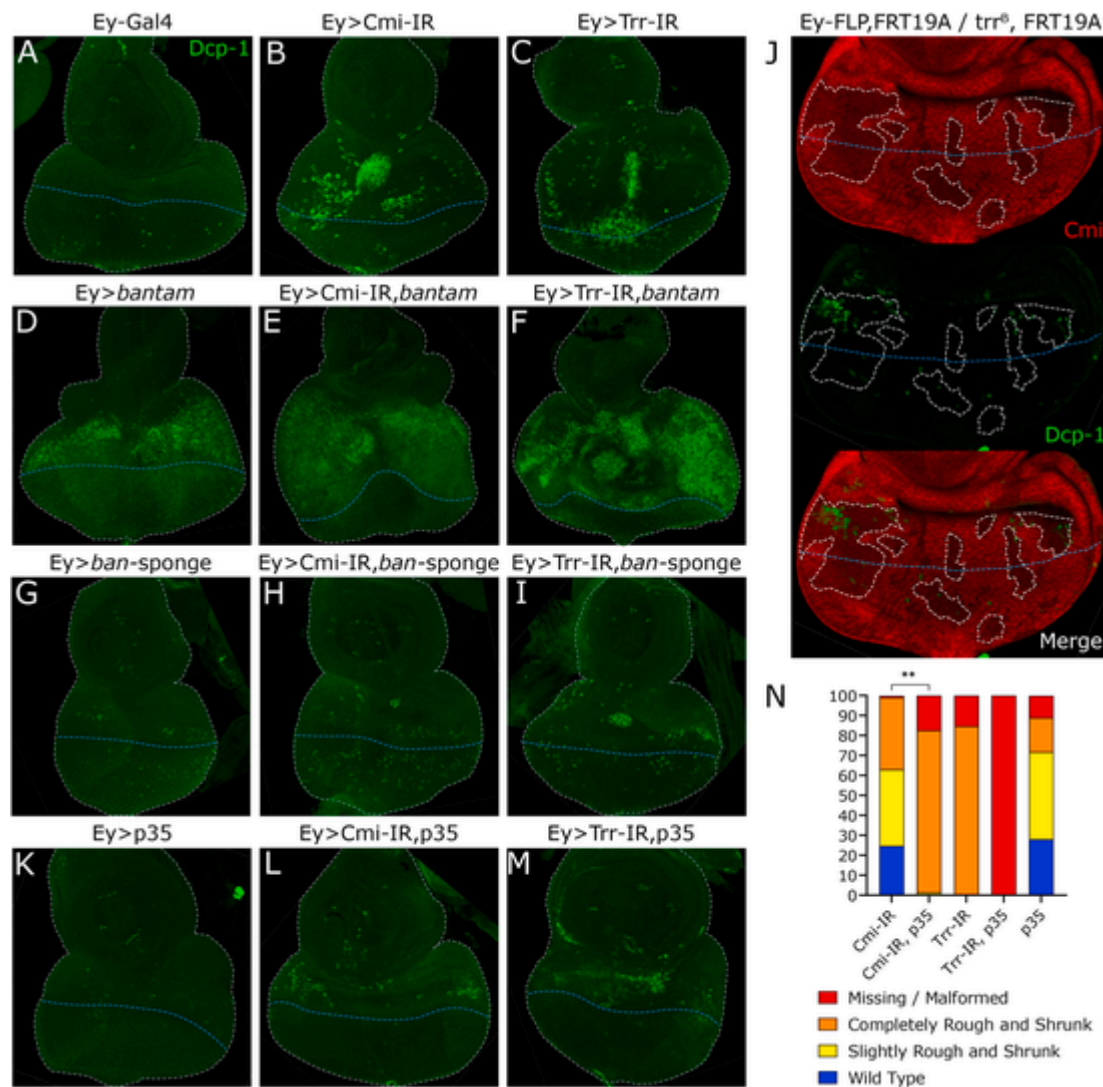 Ey-Gal4
Ey>Cmi-IR
Ey>Trr-IR
Ey-FLP,FRT19A / trrᴮ, FRT19A
A
Dcp-1
B
C
J
Cmi
Ey>bantam
Ey>Cmi-IR,bantam
Ey>Trr-IR,bantam
D
E
F
Dcp-1
Ey>ban-sponge
Ey>Cmi-IR,ban-sponge
Ey>Trr-IR,ban-sponge
G
H
I
Merge
Ey>p35
Ey>Cmi-IR,p35
Ey>Trr-IR,p35
K
L
M
N
**
100
90
80
70
60
50
40
30
20
10
0
Cmi-IR
Cmi-IR, p35
Trr-IR
Trr-IR, p35
p35
Missing / Malformed
Completely Rough and Shrunk
Slightly Rough and Shrunk
Wild Type